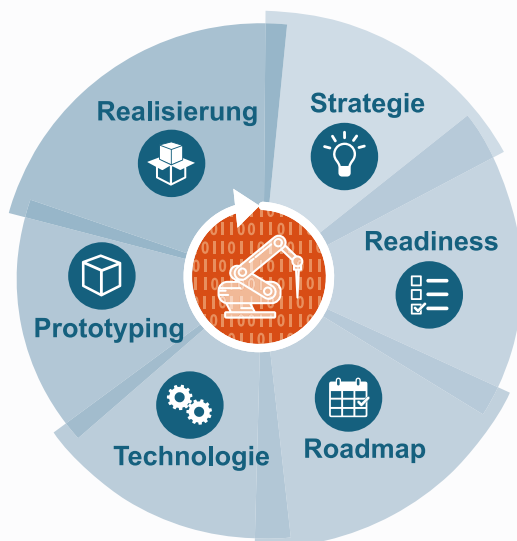 Strategie
Readiness
Roadmap
Technologie
Prototyping
Realisierung